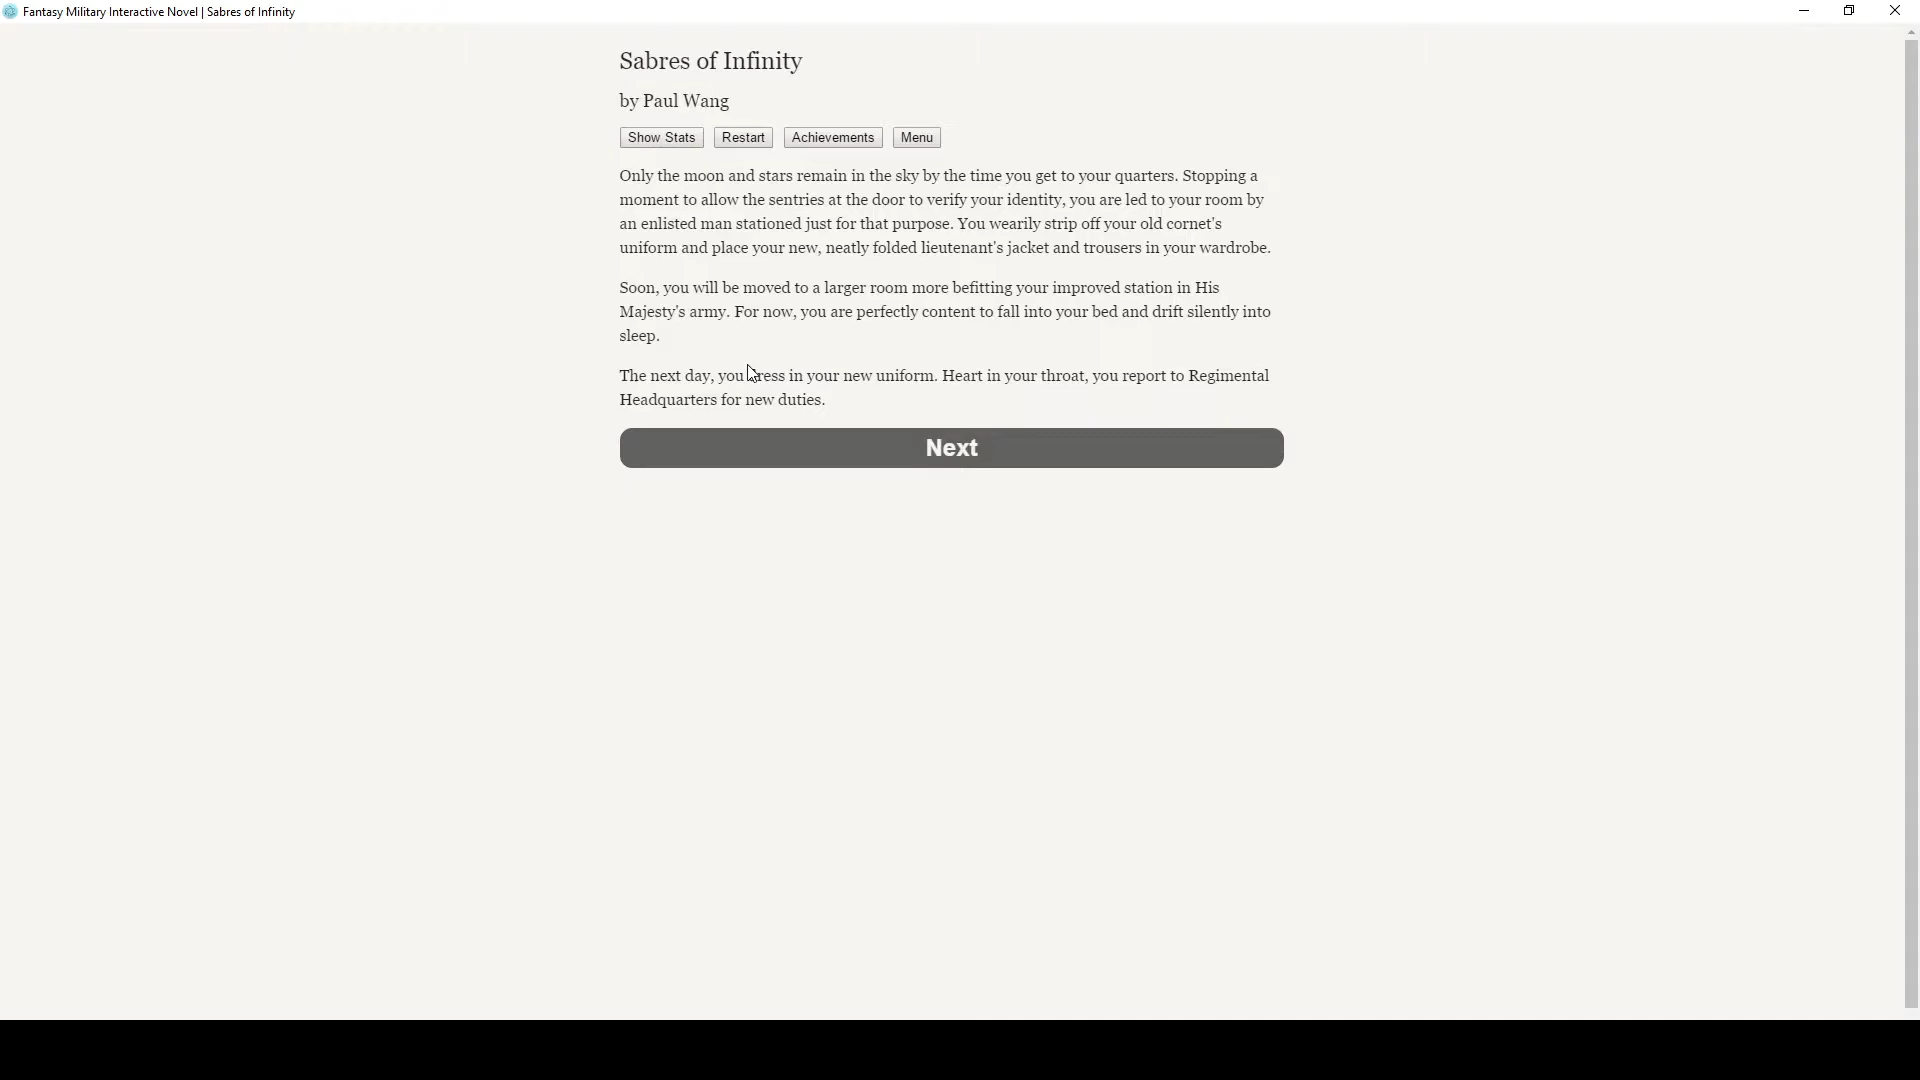 Fantasy Military Interactive Novel | Sabres of Infinity
Sabres of Infinity
by Paul Wang
Show Stats Restart Achievements Menu
Only the moon and stars remain in the sky by the time you get to your quarters. Stopping a
moment to allow the sentries at the door to verify your identity, you are led to your room by
an enlisted man stationed just for that purpose. You wearily strip off your old cornet's
uniform and place your new, neatly folded lieutenant's jacket and trousers in your wardrobe.
Soon, you will be moved to a larger room more befitting your improved station in His
Majesty's army. For now, you are perfectly content to fall into your bed and drift silently into
sleep.
The next day, you dress in your new uniform. Heart in your throat, you report to Regimental
Headquarters for new duties.
Next